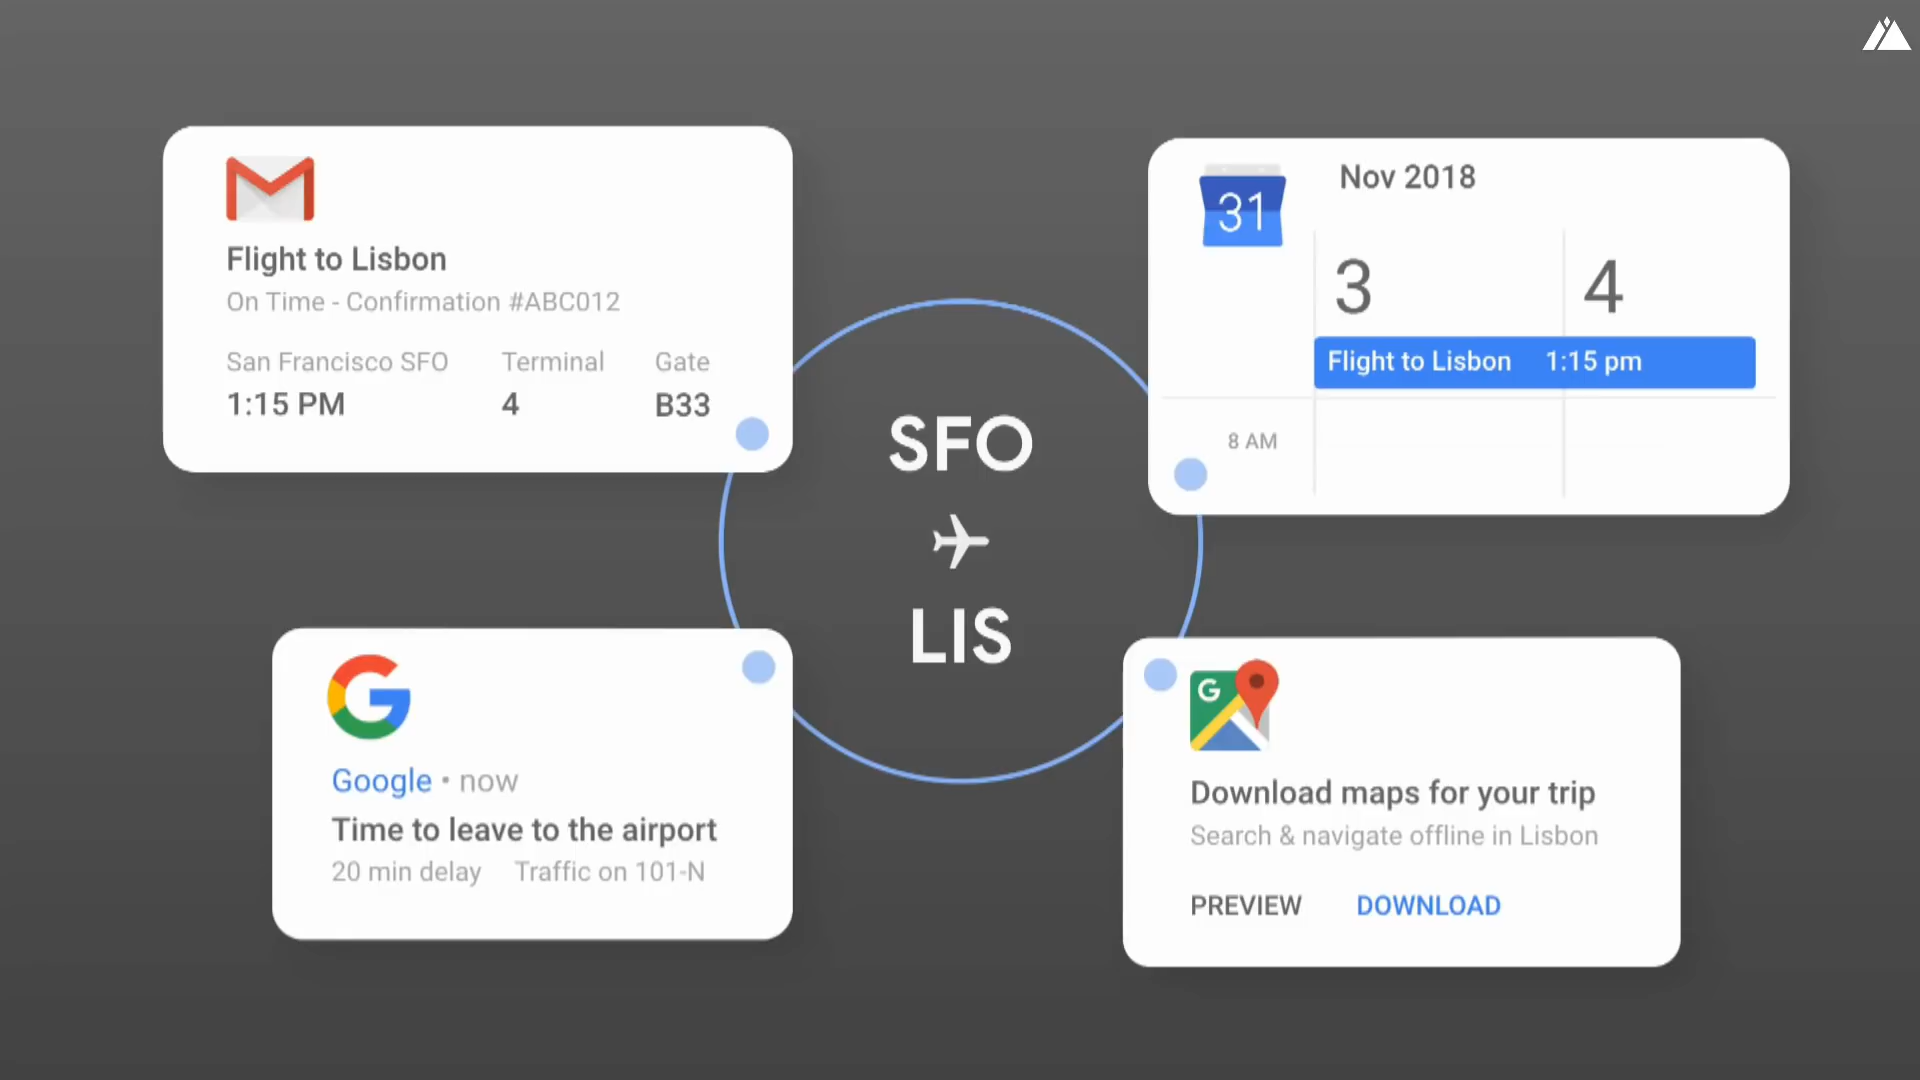 Flight to Lisbon
On Time - Confirmation #ABC012
San Francisco SFO Terminal Gate
1:15 PM 4 B33
31 Nov 2018
3 4
Flight to Lisbon 1:15 pm
8 AM
SFO
LIS
G
Google • now
Time to leave to the airport
20 min delay Traffic on 101-N
G
Download maps for your trip
Search & navigate offline in Lisbon
PREVIEW DOWNLOAD